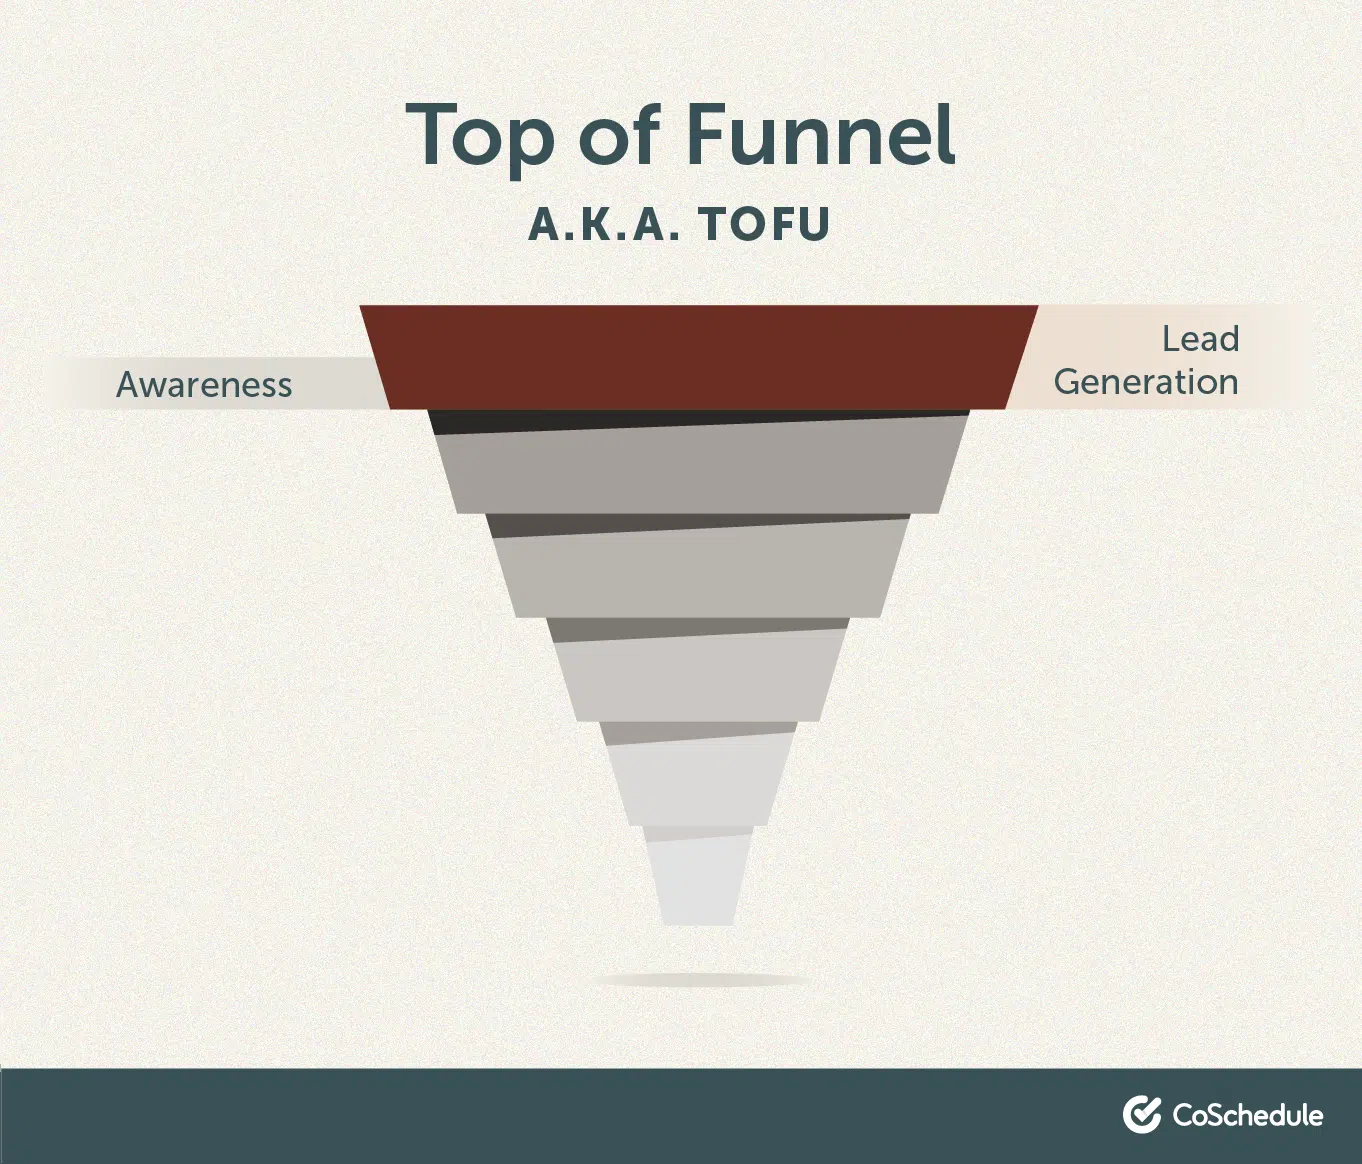 Top of Funnel
A.K.A. TOFU
Awareness
Lead
Generation
CoSchedule